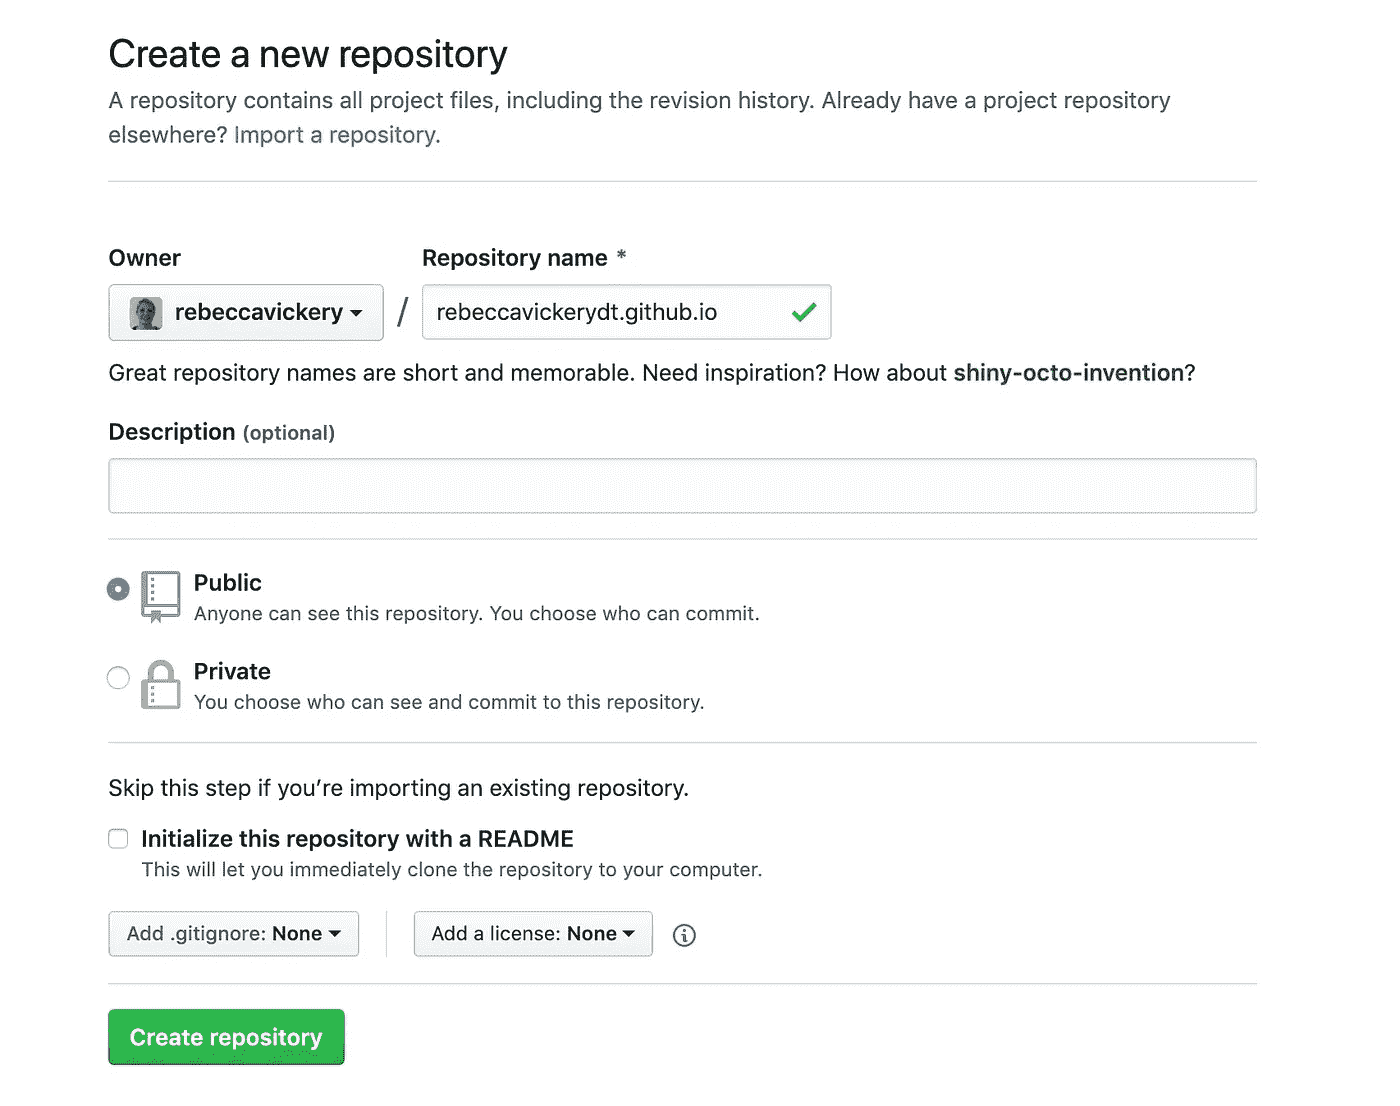 Create a new repository
A repository contains all project files, including the revision history. Already have a project repository
elsewhere? Import a repository.
Owner
Repository name *
rebeccavickery / rebeccavickerydt.github.io
Great repository names are short and memorable. Need inspiration? How about shiny-octo-invention?
Description (optional)
Public
Anyone can see this repository. You choose who can commit.
Private
You choose who can see and commit to this repository.
Skip this step if you’re importing an existing repository.
Initialize this repository with a README
This will let you immediately clone the repository to your computer.
Add .gitignore: None
Add a license: None
Create repository